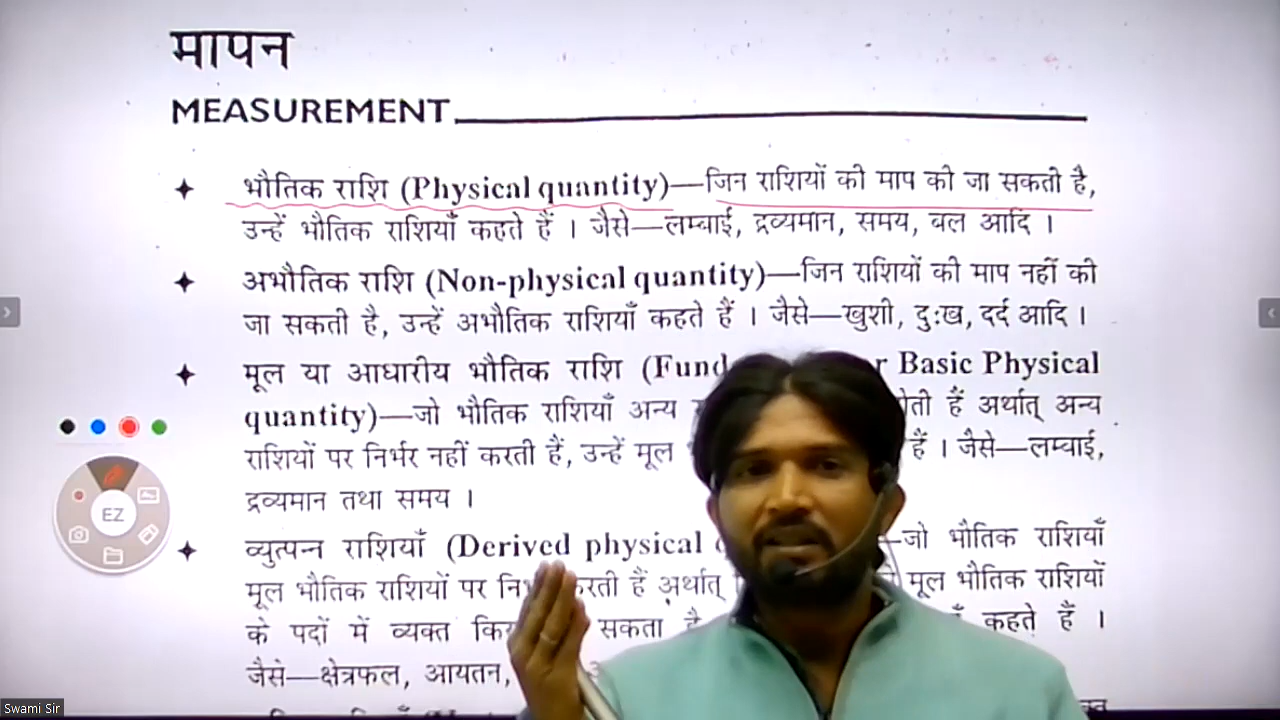 मापन
MEASUREMENT
भौतिक राशि (Physical quantity)—जिन राशियों की माप की जा सकती है,
उन्हें भौतिक राशियाँ कहते हैं । जैसे—लम्बाई, द्रव्यमान, समय, बल आदि ।
अभौतिक राशि (Non-physical quantity)—जिन राशियों की माप नहीं की
जा सकती है, उन्हें अभौतिक राशियाँ कहते हैं । जैसे—खुशी, दुःख, दर्द आदि ।
मूल या आधारीय भौतिक राशि Basic Physical
quantity)—जो भौतिक राशियाँ अन्य हैं अर्थात् अन्य
राशियों पर निर्भर नहीं करती हैं, उन्हें मूल हैं । जैसे—लम्बाई,
द्रव्यमान तथा समय ।
व्युत्पन्न राशियाँ (Derived physical —जो भौतिक राशियाँ
मूल भौतिक राशियों पर करती हैं अर्थात् मूल भौतिक राशियों
के पदों में व्यक्त सकता कहते हैं ।
जैसे—क्षेत्रफल, आयतन,
EZ
Swami Sir